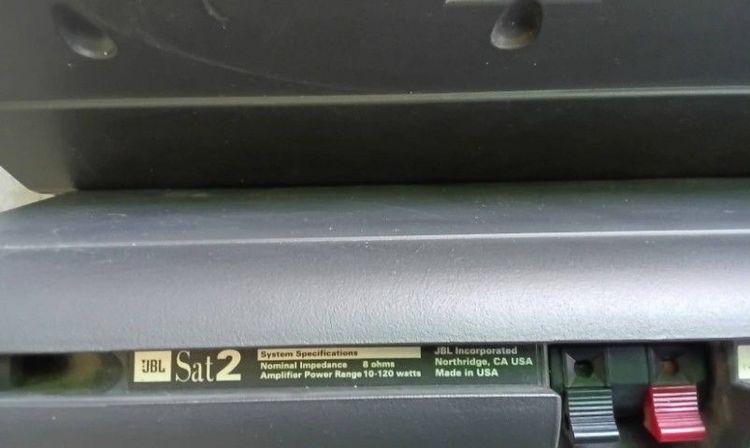 JBL
Sat2
System Specifications
Nominal Impedance 8 ohms
Amplifier Power Range 10-120 watts
JBL Incorporated
Northridge, CA USA
Made in USA